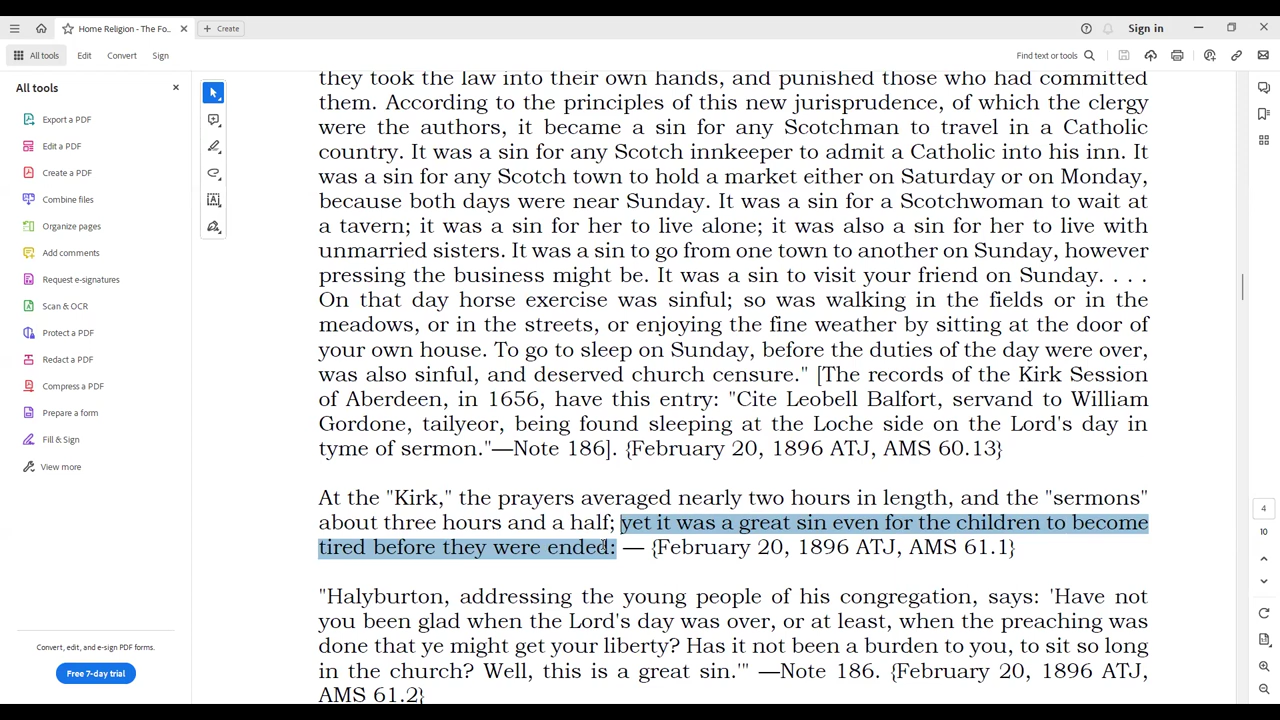 Home Religion - The Fo..
Create
Sign in
All tools
Edit
Convert
Sign
Find text or tools
All tools
Export a PDF
Edit a PDF
Create a PDF
Combine files
Organize pages
Add comments
Request e-signatures
Scan & OCR
Protect a PDF
Redact a PDF
Compress a PDF
Prepare a form
Fill & Sign
View more
Convert, edit, and e-sign PDF forms.
Free 7-day trial
they took the law into their own hands, and punished those who had committed
them. According to the principles of this new jurisprudence, of which the clergy
were the authors, it became a sin for any Scotchman to travel in a Catholic
country. It was a sin for any Scotch innkeeper to admit a Catholic into his inn. It
was a sin for any Scotch town to hold a market either on Saturday or on Monday,
because both days were near Sunday. It was a sin for a Scotchwoman to wait at
a tavern; it was a sin for her to live alone; it was also a sin for her to live with
unmarried sisters. It was a sin to go from one town to another on Sunday, however
pressing the business might be. It was a sin to visit your friend on Sunday. . . .
On that day horse exercise was sinful; so was walking in the fields or in the
meadows, or in the streets, or enjoying the fine weather by sitting at the door of
your own house. To go to sleep on Sunday, before the duties of the day were over,
was also sinful, and deserved church censure." [The records of the Kirk Session
of Aberdeen, in 1656, have this entry: "Cite Leobell Balfort, servand to William
Gordone, tailyeor, being found sleeping at the Loche side on the Lord's day in
tyme of sermon."—Note 186]. {February 20, 1896 ATJ, AMS 60.13}
At the "Kirk," the prayers averaged nearly two hours in length, and the "sermons"
about three hours and a half; yet it was a great sin even for the children to become
tired before they were ended: — {February 20, 1896 ATJ, AMS 61.1}
"Halyburton, addressing the young people of his congregation, says: 'Have not
you been glad when the Lord's day was over, or at least, when the preaching was
done that ye might get your liberty? Has it not been a burden to you, to sit so long
in the church? Well, this is a great sin.'" —Note 186. {February 20, 1896 ATJ,
AMS 61.2}
4
10